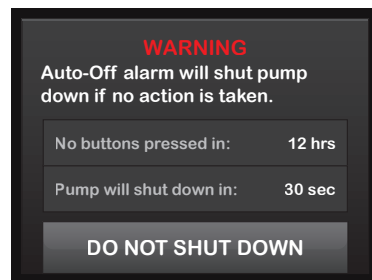 WARNING
Auto-Off alarm will shut pump
down if no action is taken.
No buttons pressed in: 12 hrs
Pump will shut down in: 30 sec
DO NOT SHUT DOWN